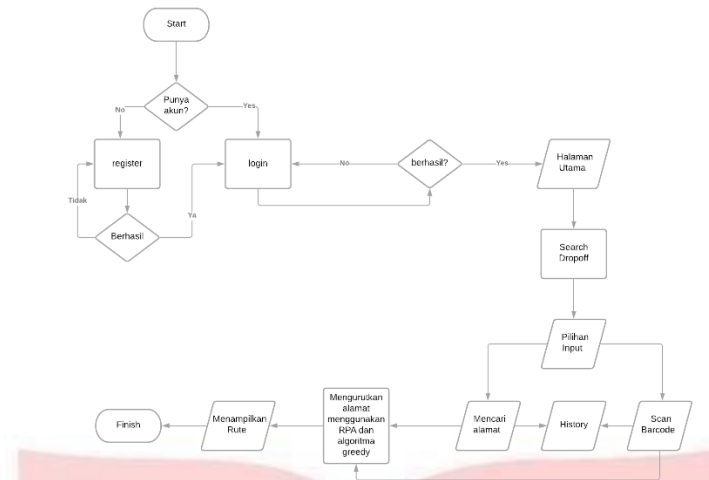 Start
Punya
akun?
No
Yes
register
login
No
berhasil?
Yes
Halaman
Utama
Tidak
Ya
Berhasil
Search
Dropoff
Pilihan
Input
Finish
Menampilkan
Rute
Mengurutkan
alamat
menggunakan
RPA dan
algoritma
greedy
Mencari
alamat
History
Scan
Barcode